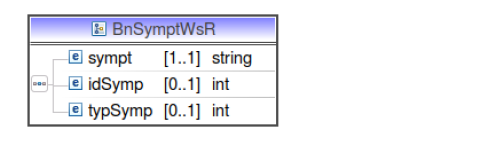 BnSymptWsR
sympt [1..1] string
idSymp [0..1] int
typSymp [0..1] int